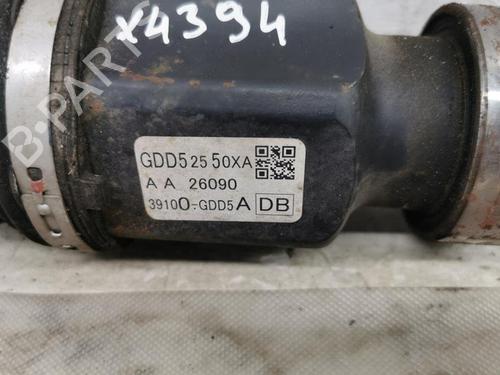 x4394
B-PARTS
GDD5 25 50XA
A A 26090
3910O-GDD5 A DB